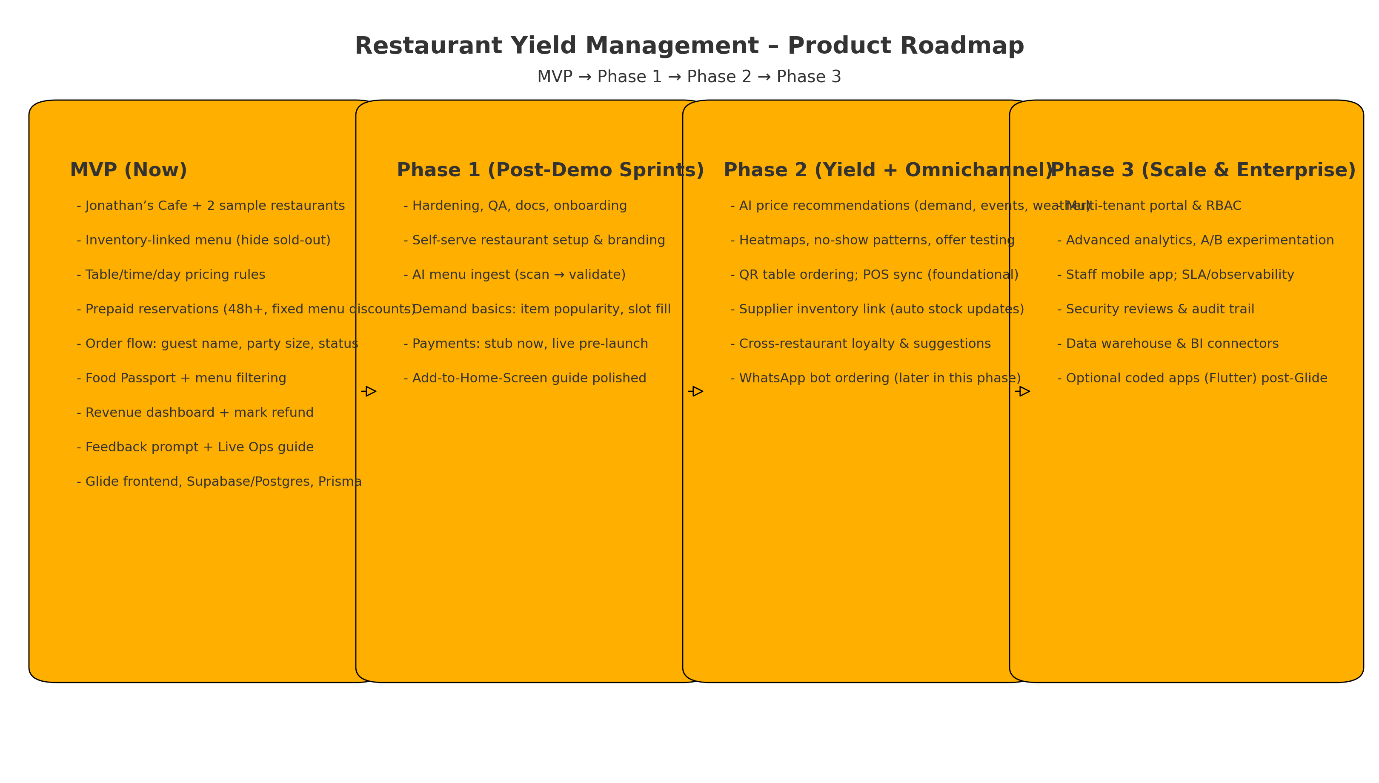 Restaurant Yield Management – Product Roadmap
MVP → Phase 1 → Phase 2 → Phase 3
MVP (Now)
- Jonathan’s Cafe + 2 sample restaurants
- Inventory-linked menu (hide sold-out)
- Table/time/day pricing rules
- Prepaid reservations (48h+, fixed menu discounts)
- Order flow: guest name, party size, status
- Food Passport + menu filtering
- Revenue dashboard + mark refund
- Feedback prompt + Live Ops guide
- Glide frontend, Supabase/Postgres, Prisma
Phase 1 (Post-Demo Sprints)
- Hardening, QA, docs, onboarding
- Self-serve restaurant setup & branding
- AI menu ingest (scan → validate)
- Demand basics: item popularity, slot fill
- Payments: stub now, live pre-launch
- Add-to-Home-Screen guide polished
Phase 2 (Yield + Omnichannel)
- AI price recommendations (demand, events, weather)
- Heatmaps, no-show patterns, offer testing
- QR table ordering; POS sync (foundational)
- Supplier inventory link (auto stock updates)
- Cross-restaurant loyalty & suggestions
- WhatsApp bot ordering (later in this phase)
Phase 3 (Scale & Enterprise)
- Multi-tenant portal & RBAC
- Advanced analytics, A/B experimentation
- Staff mobile app; SLA/observability
- Security reviews & audit trail
- Data warehouse & BI connectors
- Optional coded apps (Flutter) post-Glide